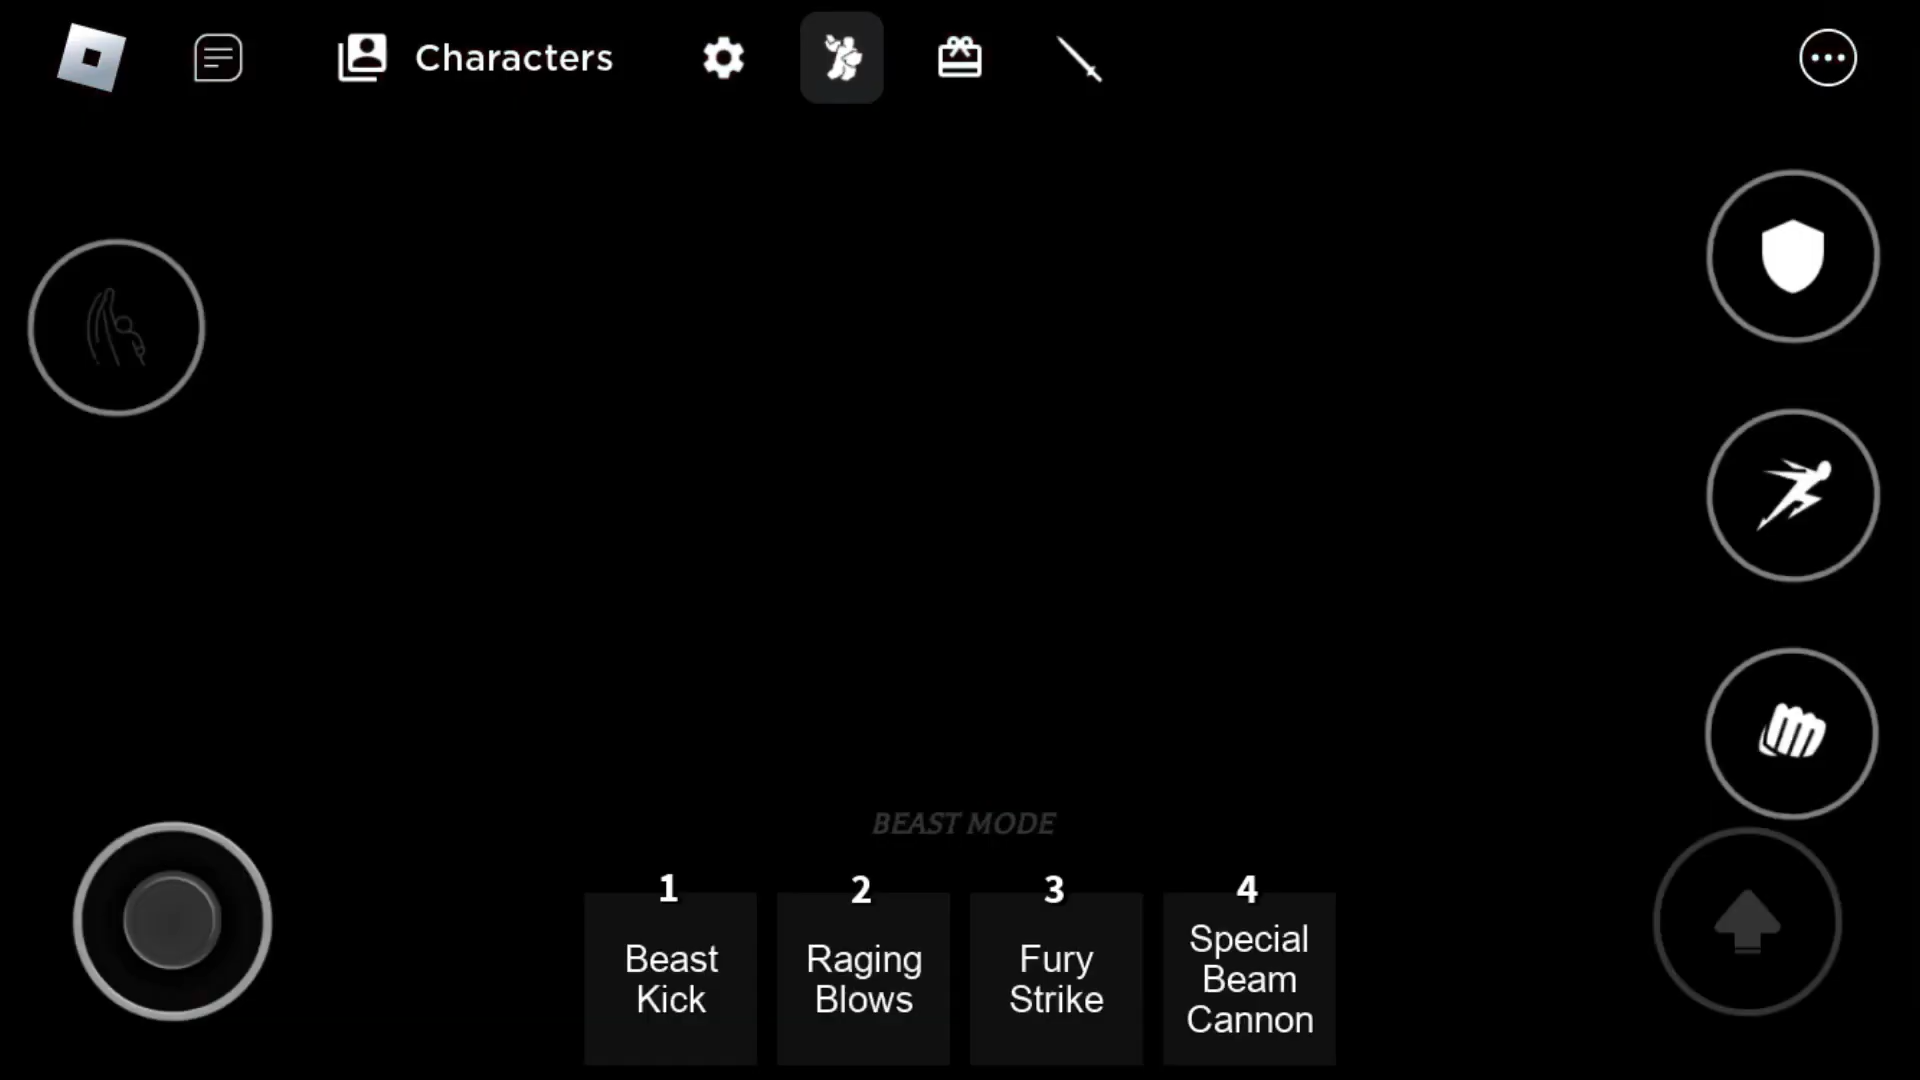 Characters
BEAST MODE
1
2
3
4
Beast
Kick
Raging
Blows
Fury
Strike
Special
Beam
Cannon